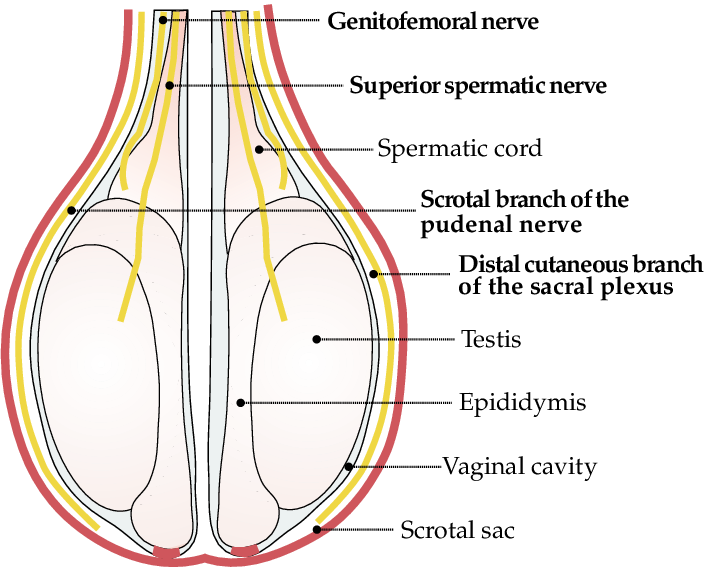 Genitofemoral nerve
Superior spermatic nerve
Spermatic cord
Scrotal branch of the
pudenal nerve
Distal cutaneous branch
of the sacral plexus
Testis
Epididymis
Vaginal cavity
Scrotal sac